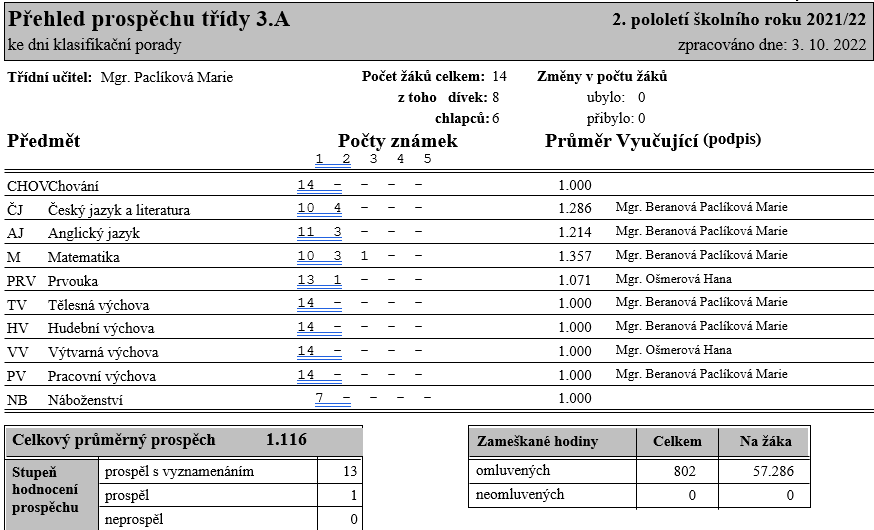 Přehled prospěchu třídy 3.A 2. pololetí školního roku 2021/22
ke dni klasifikační porady zpracováno dne: 3. 10. 2022
Třídní učitel: Mgr. Paclíková Marie Počet žáků celkem: 14 Změny v počtu žáků
z toho dívek: 8 ubylo: 0
chlapců: 6 přibylo: 0
Předmět Počty známek Průměr Vyučující (podpis)
1 2 3 4 5
CHOVChování 14 - - - - 1.000
ČJ Český jazyk a literatura 10 4 - - - 1.286 Mgr. Beranová Paclíková Marie
AJ Anglický jazyk 11 3 - - - 1.214 Mgr. Beranová Paclíková Marie
M Matematika 10 3 1 - - 1.357 Mgr. Beranová Paclíková Marie
PRV Prvouka 13 1 - - - 1.071 Mgr. Ošmerová Hana
TV Tělesná výchova 14 - - - - 1.000 Mgr. Beranová Paclíková Marie
HV Hudební výchova 14 - - - - 1.000 Mgr. Beranová Paclíková Marie
VV Výtvarná výchova 14 - - - - 1.000 Mgr. Ošmerová Hana
PV Pracovní výchova 14 - - - - 1.000 Mgr. Beranová Paclíková Marie
NB Náboženství 7 - - - - 1.000
Celkový průměrný prospěch 1.116
Stupeň hodnocení prospěchu
prospěl s vyznamenáním 13
prospěl 1
neprospěl 0
Zameškané hodiny Celkem Na žáka
omluvených 802 57.286
neomluvených 0 0